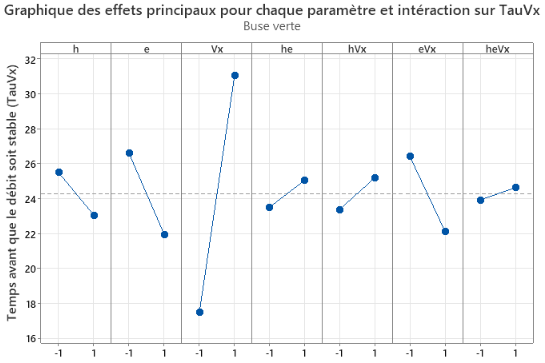 Graphique des effets principaux pour chaque paramètre et intéraction sur TauVx
Buse verte
h e Vx he hVx eVx heVx
Temps avant que le débit soit stable (TauVx)
32
30
28
26
24
22
20
18
16
-1 1 -1 1 -1 1 -1 1 -1 1 -1 1 -1 1